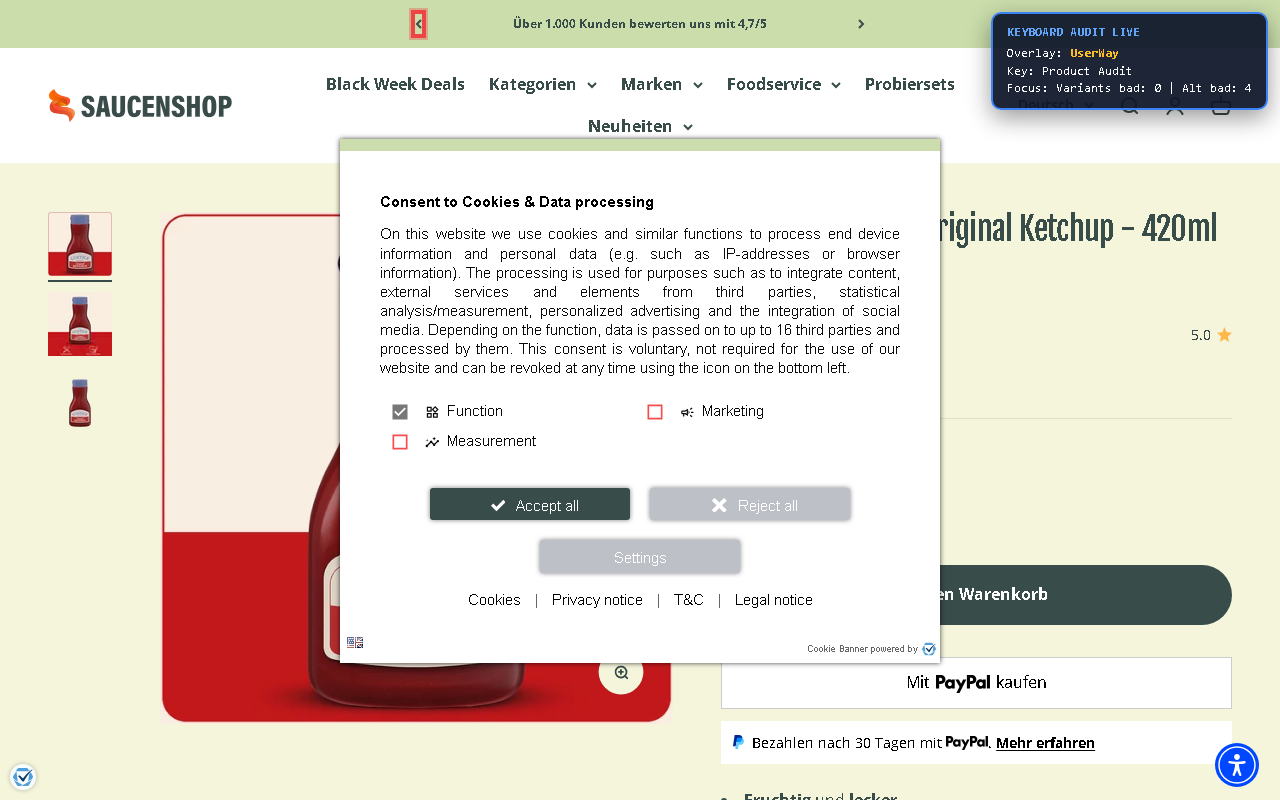 Über 1.000 Kunden bewerten uns mit 4,7/5
KEYBOARD AUDIT LIVE
Overlay: UserWay
Key: Product Audit
Focus: Variants bad: 0 | Alt bad: 4
SAUCENSHOP
Black Week Deals
Kategorien
Marken
Foodservice
Probiersets
Neuheiten
Deutsch
riginal Ketchup – 420ml
5.0
Consent to Cookies & Data processing
On this website we use cookies and similar functions to process end device
information and personal data (e.g. such as IP-addresses or browser
information). The processing is used for purposes such as to integrate content,
external services and elements from third parties, statistical
analysis/measurement, personalized advertising and the integration of social
media. Depending on the function, data is passed on to up to 16 third parties and
processed by them. This consent is voluntary, not required for the use of our
website and can be revoked at any time using the icon on the bottom left.
Function
Marketing
Measurement
Accept all
Reject all
Settings
Cookies | Privacy notice | T&C | Legal notice
Cookie Banner powered by
en Warenkorb
Mit PayPal kaufen
Bezahlen nach 30 Tagen mit PayPal. Mehr erfahren
Fruchtig und lecker